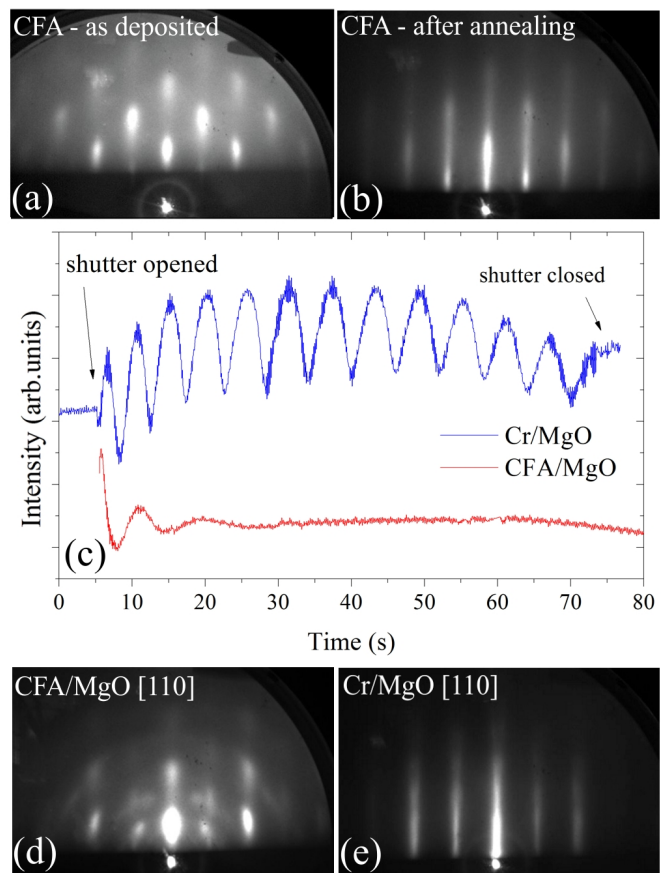 CFA - as deposited
(a)
CFA - after annealing
(b)
Intensity (arb.units)
shutter opened
shutter closed
Cr/MgO
CFA/MgO
(c)
0 10 20 30 40 50 60 70 80
Time (s)
CFA/MgO [110]
(d)
Cr/MgO [110]
(e)